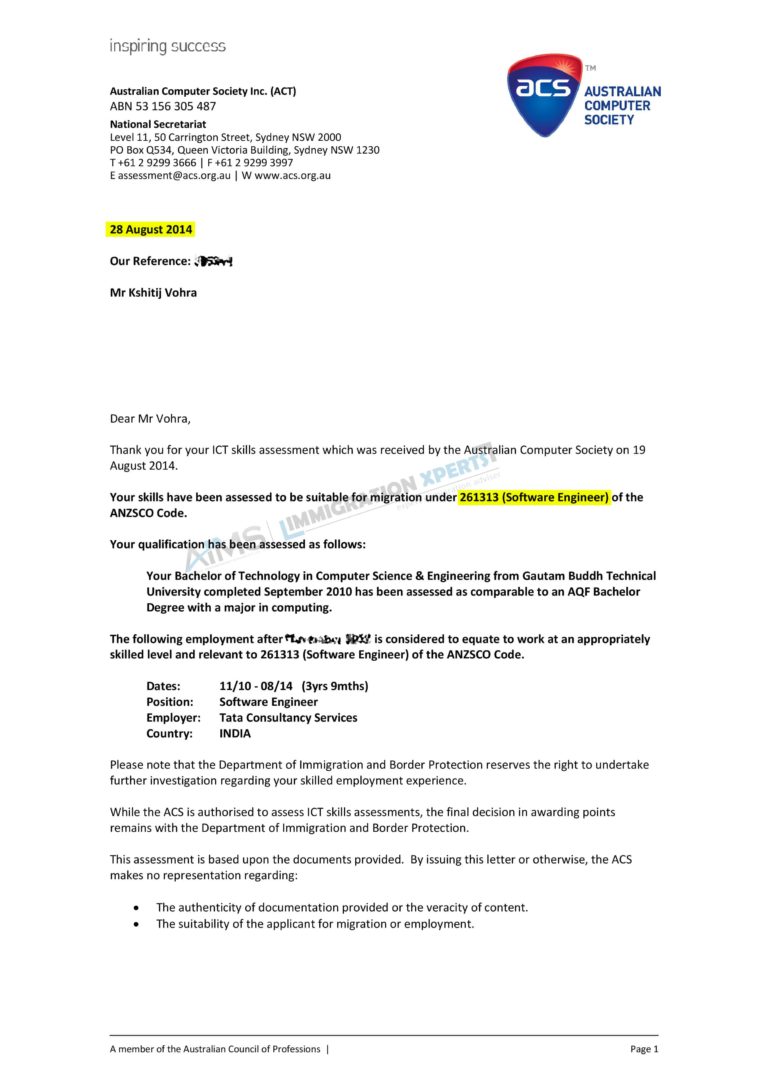 inspiring success
Australian Computer Society Inc. (ACT)
ABN 53 156 305 487
National Secretariat
Level 11, 50 Carrington Street, Sydney NSW 2000
PO Box Q534, Queen Victoria Building, Sydney NSW 1230
T +61 2 9299 3666 | F +61 2 9299 3997
E assessment@acs.org.au | W www.acs.org.au
acs
TM
AUSTRALIAN
COMPUTER
SOCIETY
28 August 2014
Our Reference:
Mr Kshitij Vohra
Dear Mr Vohra,
Thank you for your ICT skills assessment which was received by the Australian Computer Society on 19
August 2014.
Your skills have been assessed to be suitable for migration under 261313 (Software Engineer) of the
ANZSCO Code.
AIMS IMMIGRATION XPERTS
Your qualification has been assessed as follows:
Your Bachelor of Technology in Computer Science & Engineering from Gautam Buddh Technical
University completed September 2010 has been assessed as comparable to an AQF Bachelor
Degree with a major in computing.
The following employment after is considered to equate to work at an appropriately
skilled level and relevant to 261313 (Software Engineer) of the ANZSCO Code.
Dates: 11/10 - 08/14 (3yrs 9mths)
Position: Software Engineer
Employer: Tata Consultancy Services
Country: INDIA
Please note that the Department of Immigration and Border Protection reserves the right to undertake
further investigation regarding your skilled employment experience.
While the ACS is authorised to assess ICT skills assessments, the final decision in awarding points
remains with the Department of Immigration and Border Protection.
This assessment is based upon the documents provided. By issuing this letter or otherwise, the ACS
makes no representation regarding:
• The authenticity of documentation provided or the veracity of content.
• The suitability of the applicant for migration or employment.
A member of the Australian Council of Professions | Page 1